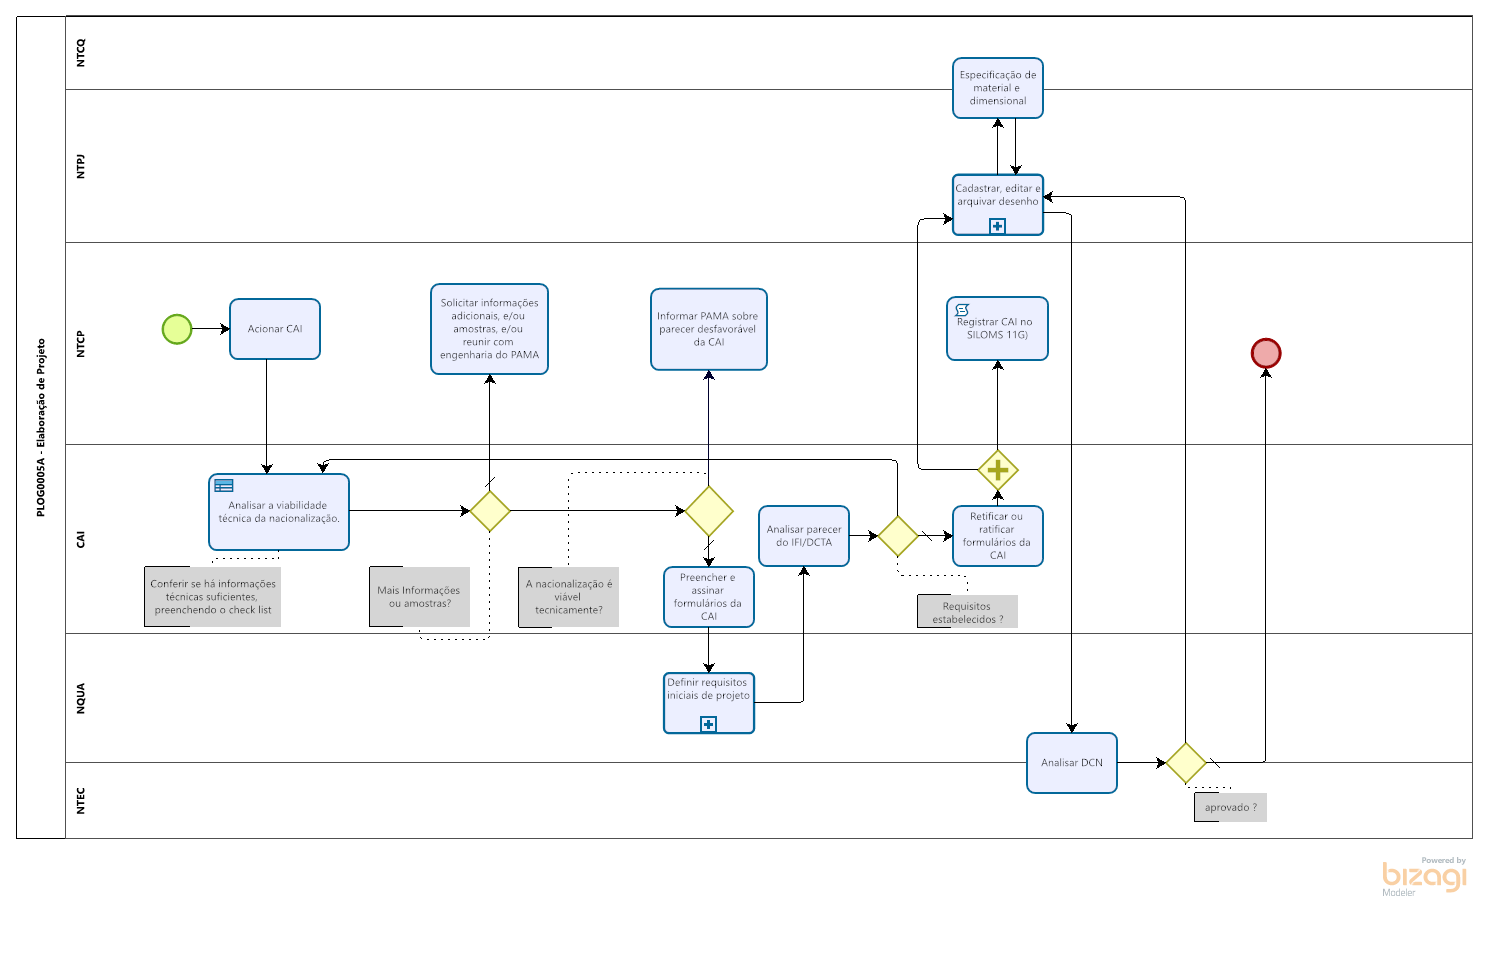 PLOG0005A - Elaboração de Projeto
NTCQ
Especificação de
material e
dimensional
NTPJ
Cadastrar, editar e
arquivar desenho
NTCP
Acionar CAI
Solicitar informações
adicionais, e/ou
amostras, e/ou
reunir com
engenharia do PAMA
Informar PAMA sobre
parecer desfavorável
da CAI
Registrar CAI no
SILOMS 11G)
CAI
Analisar a viabilidade
técnica da nacionalização.
Conferir se há informações
técnicas suficientes,
preenchendo o check list
Mais Informações
ou amostras?
A nacionalização é
viável
tecnicamente?
Preencher e
assinar
formulários da
CAI
Analisar parecer
do IFI/DCTA
Retificar ou
ratificar
formulários da
CAI
Requisitos
estabelecidos ?
NQUA
Definir requisitos
iniciais de projeto
Analisar DCN
NTEC
aprovado ?
Powered by
bizagi
Modeler